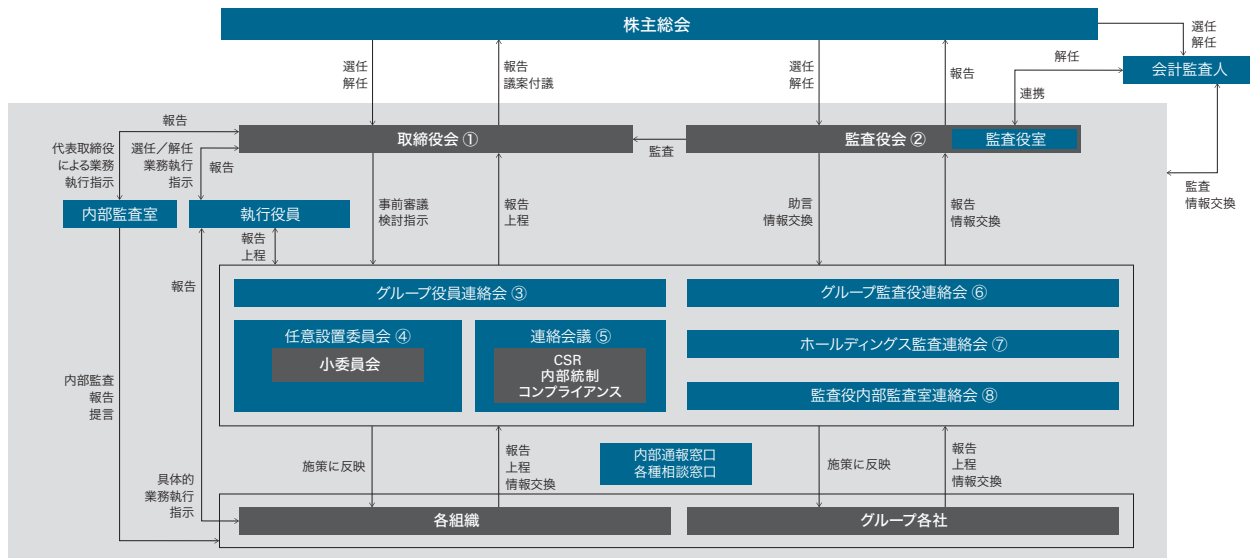 株主総会
選任
解任
報告
議案付議
選任
解任
報告
解任
選任
解任
会計監査人
連携
報告
取締役会 ①
監査
監査役会 ②
監査役室
代表取締役
による業務
執行指示
選任／解任
業務執行
指示
報告
監査
情報交換
内部監査室
執行役員
事前審議
検討指示
報告
上程
助言
情報交換
報告
情報交換
報告
上程
報告
グループ役員連絡会 ③
グループ監査役連絡会 ⑥
任意設置委員会 ④
小委員会
連絡会議 ⑤
CSR
内部統制
コンプライアンス
ホールディングス監査連絡会 ⑦
監査役内部監査室連絡会 ⑧
内部監査
報告
提言
施策に反映
報告
上程
情報交換
内部通報窓口
各種相談窓口
施策に反映
報告
上程
情報交換
具体的
業務執行
指示
各組織
グループ各社